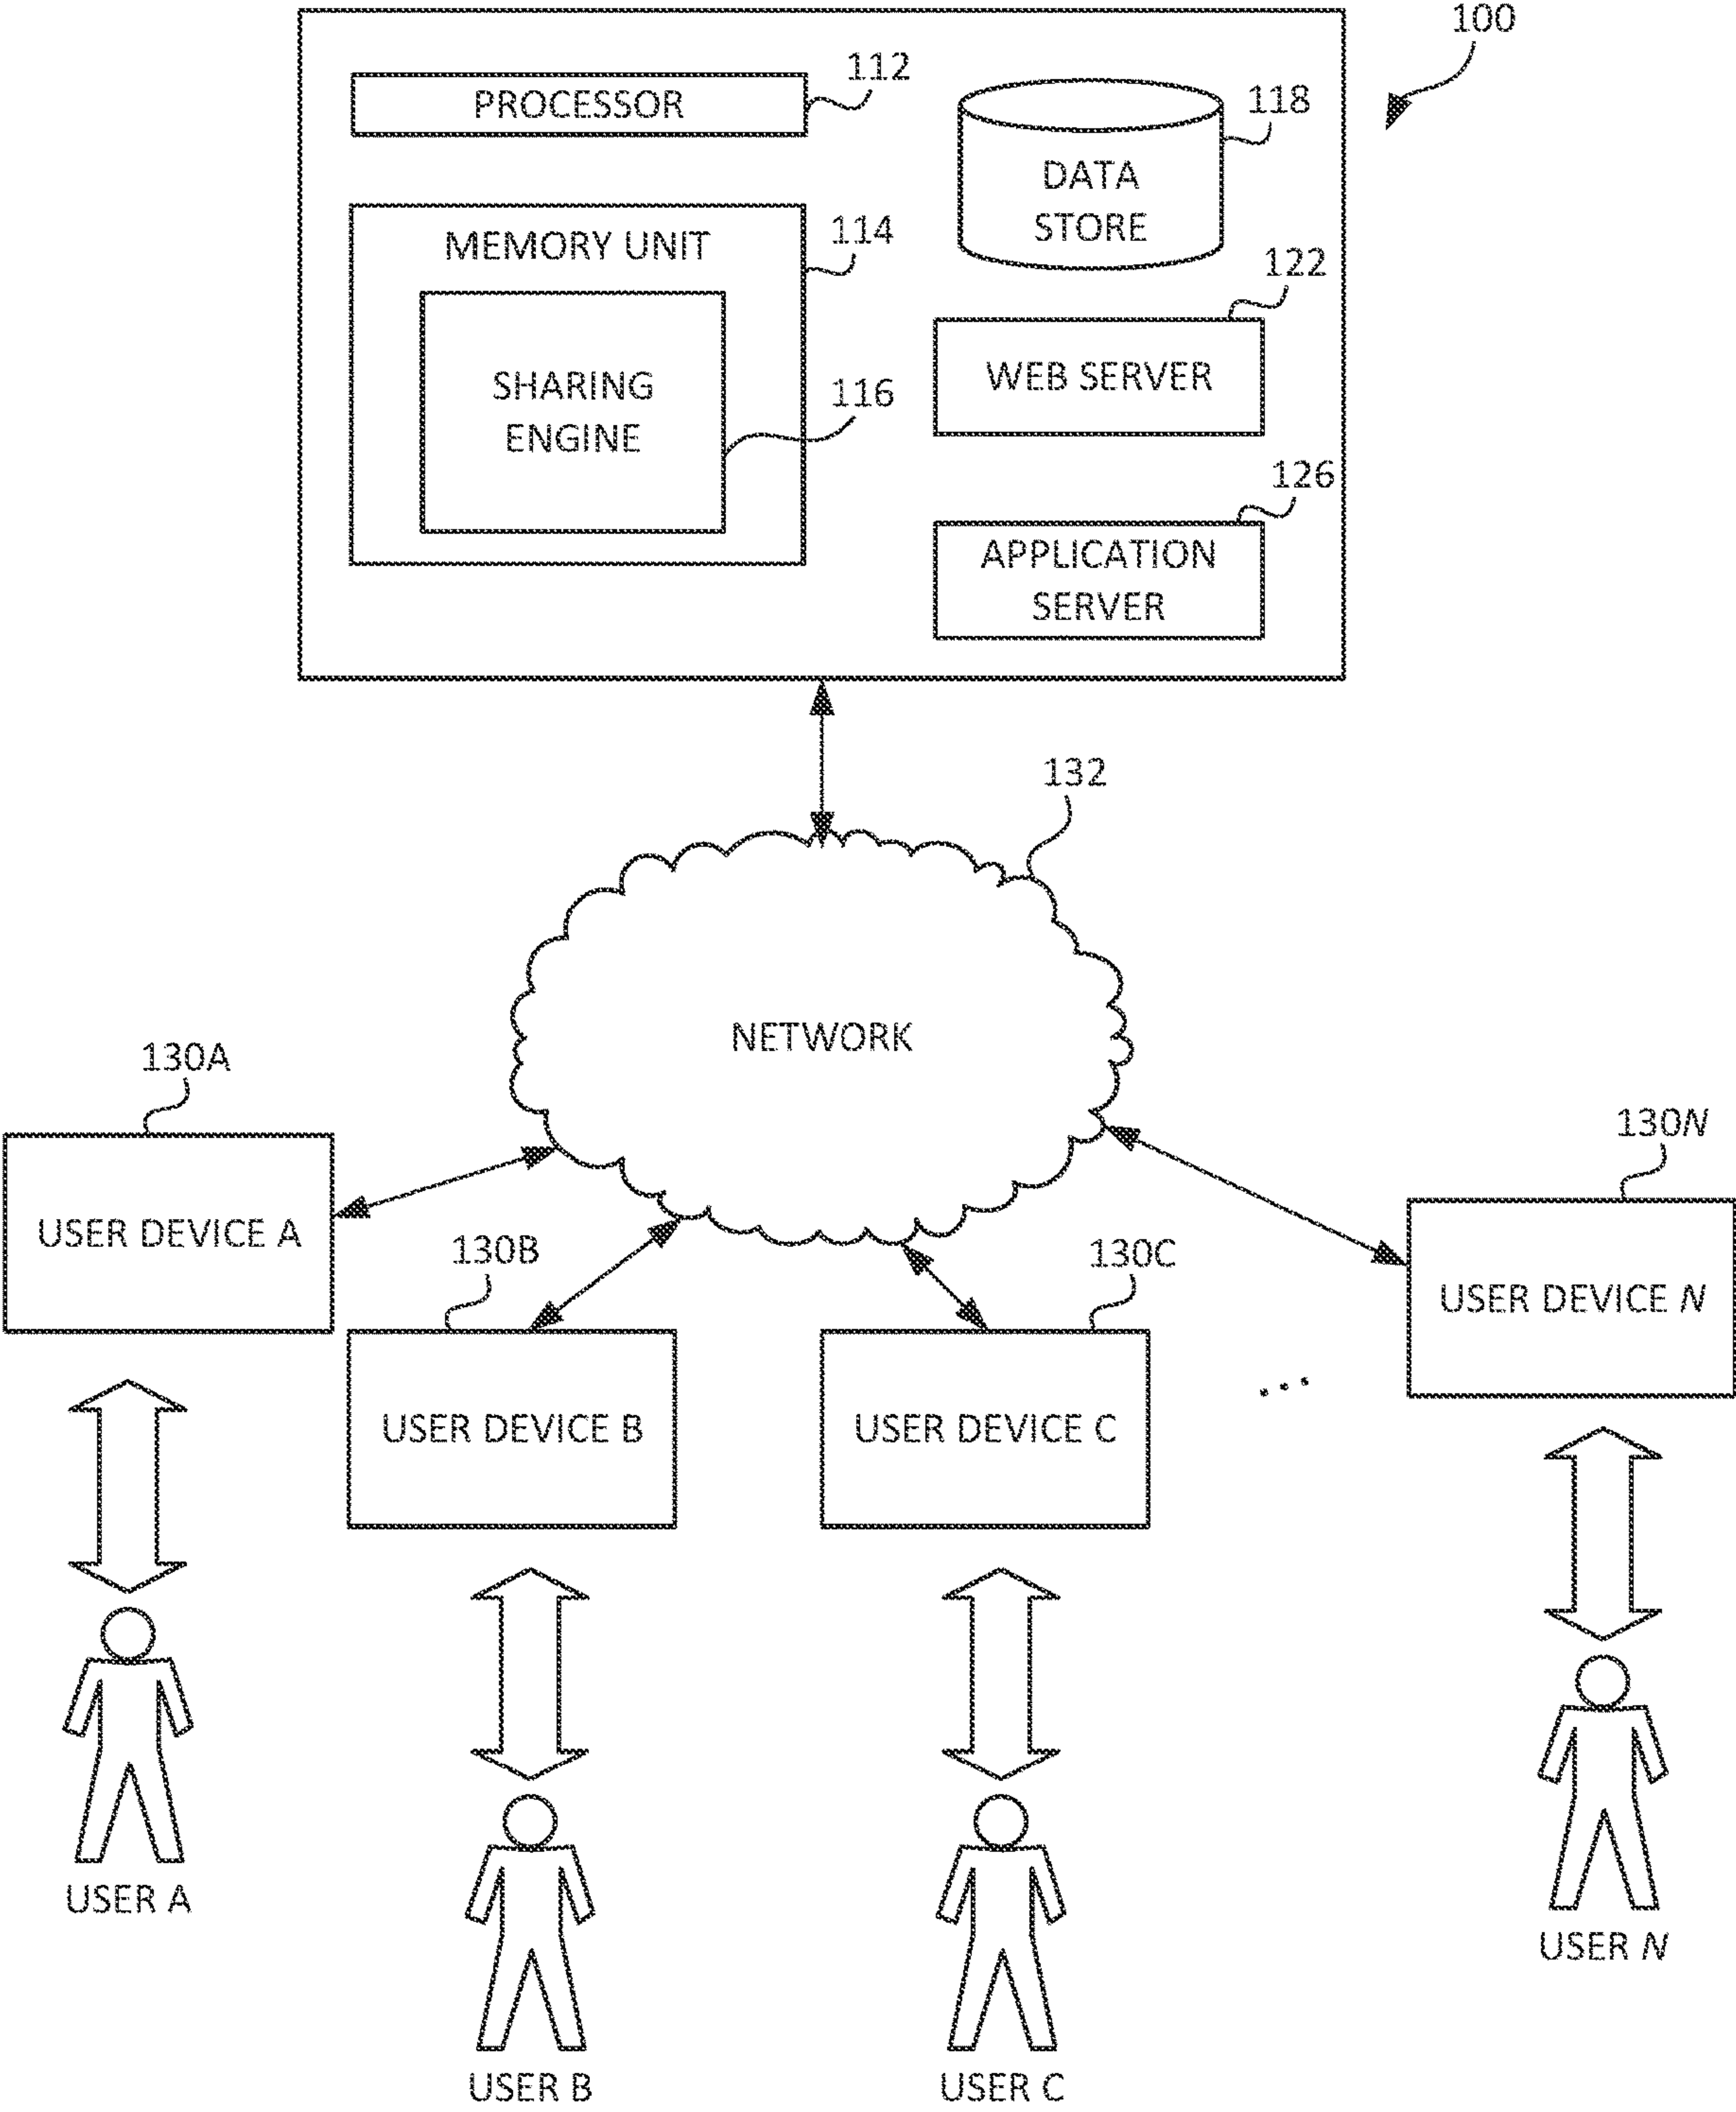 100
PROCESSOR
112
DATA
STORE
118
MEMORY UNIT
114
SHARING
ENGINE
116
WEB SERVER
122
APPLICATION
SERVER
126
132
NETWORK
130A
USER DEVICE A
130B
USER DEVICE B
130C
USER DEVICE C
...
130N
USER DEVICE N
USER A
USER B
USER C
USER N